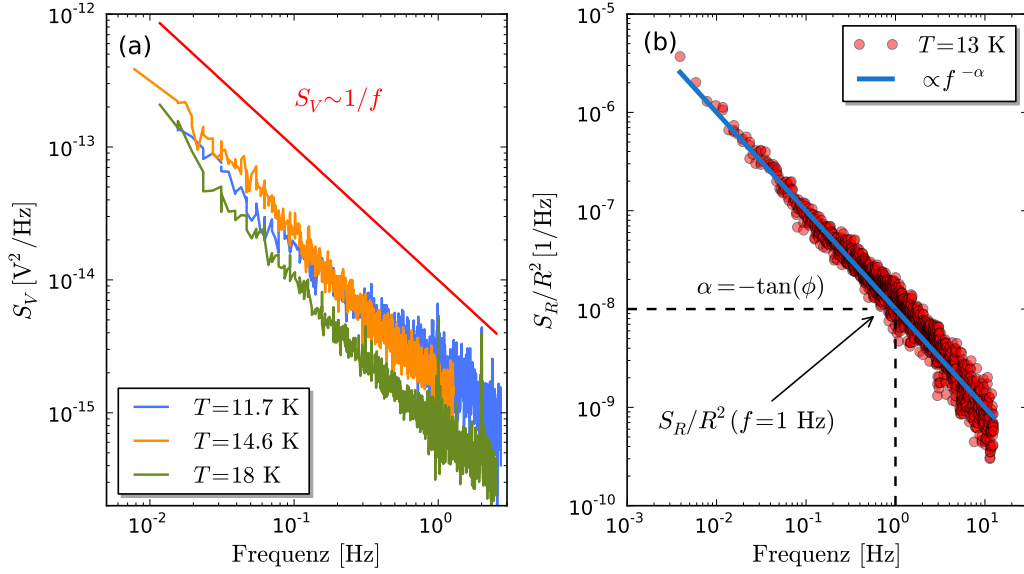 (a)
S_V ~ 1/f
10^-12
10^-13
10^-14
10^-15
S_V [V^2/Hz]
T=11.7 K
T=14.6 K
T=18 K
10^-2
10^-1
10^0
Frequenz [Hz]
(b)
T=13 K
∝f^-α
10^-5
10^-6
10^-7
10^-8
10^-9
10^-10
S_R/R^2 [1/Hz]
α=−tan(ϕ)
S_R/R^2 (f=1 Hz)
10^-3
10^-2
10^-1
10^0
10^1
Frequenz [Hz]